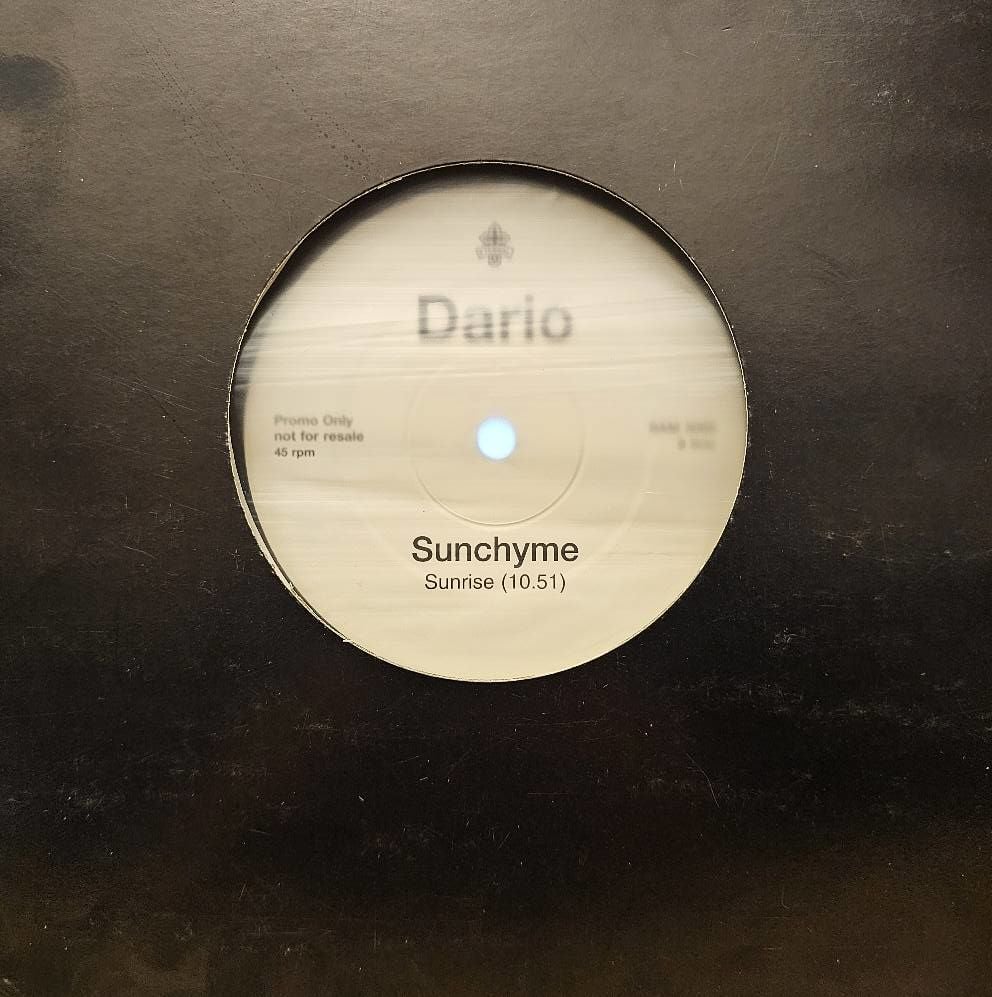 Dario
Promo Only
not for resale
45 rpm
Sunchyme
Sunrise (10.51)